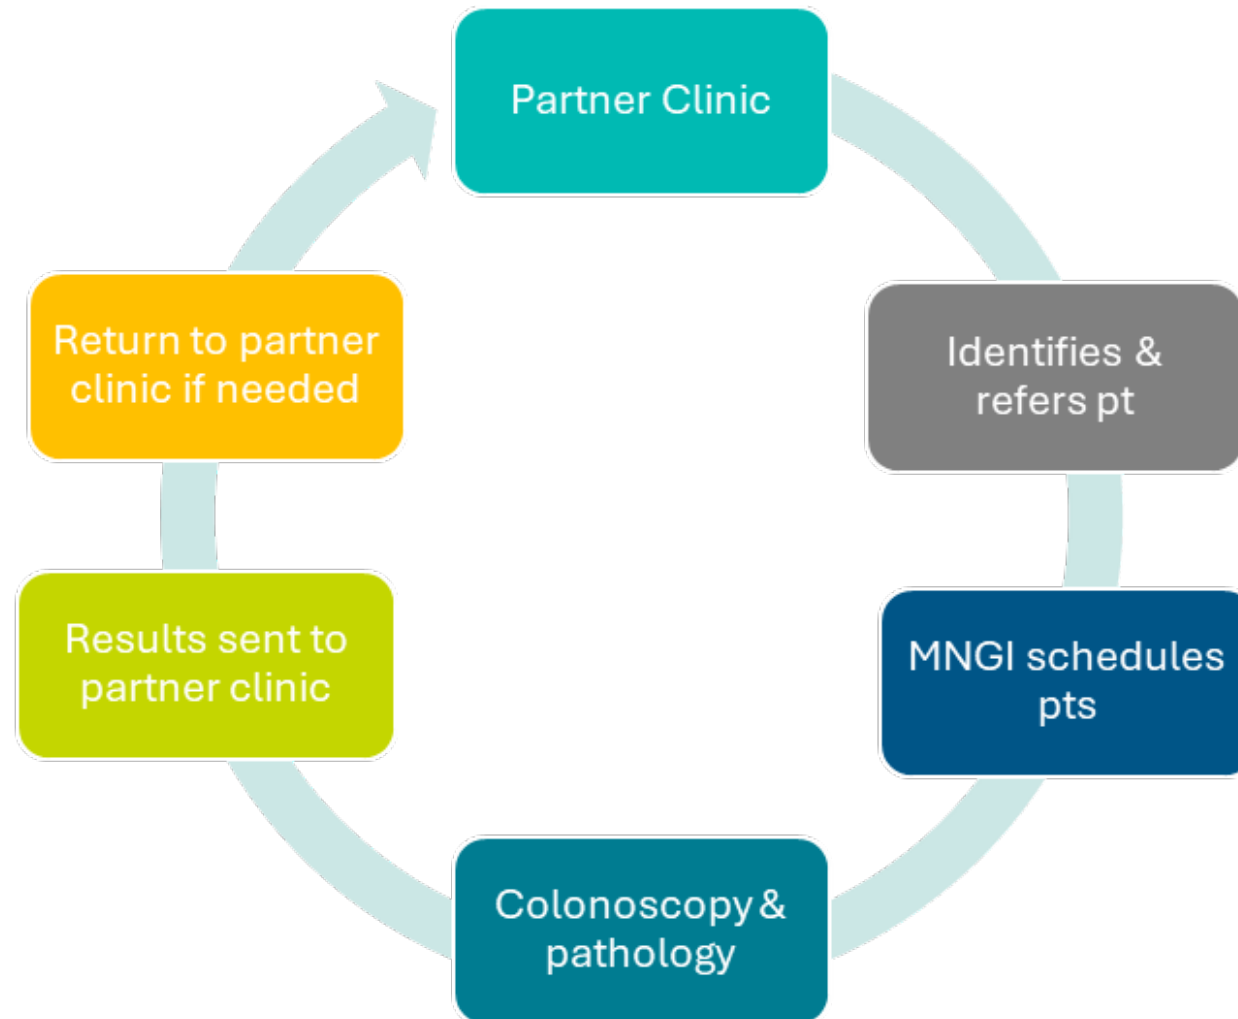 Partner Clinic
Identifies &
refers pt
MNGI schedules
pts
Colonoscopy &
pathology
Results sent to
partner clinic
Return to partner
clinic if needed